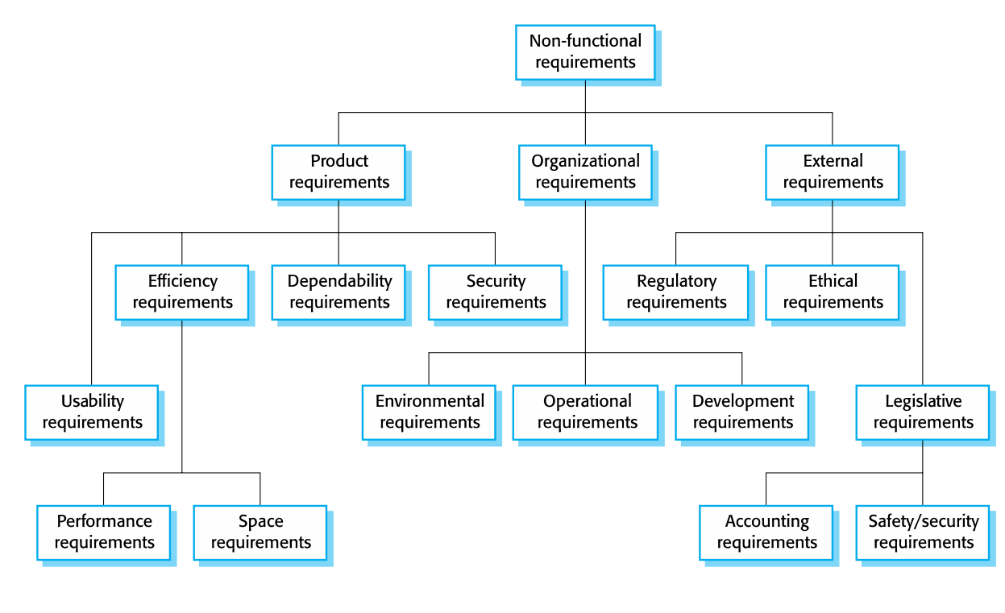 Non-functional
requirements
Product
requirements
Organizational
requirements
External
requirements
Efficiency
requirements
Dependability
requirements
Security
requirements
Regulatory
requirements
Ethical
requirements
Usability
requirements
Environmental
requirements
Operational
requirements
Development
requirements
Legislative
requirements
Performance
requirements
Space
requirements
Accounting
requirements
Safety/security
requirements